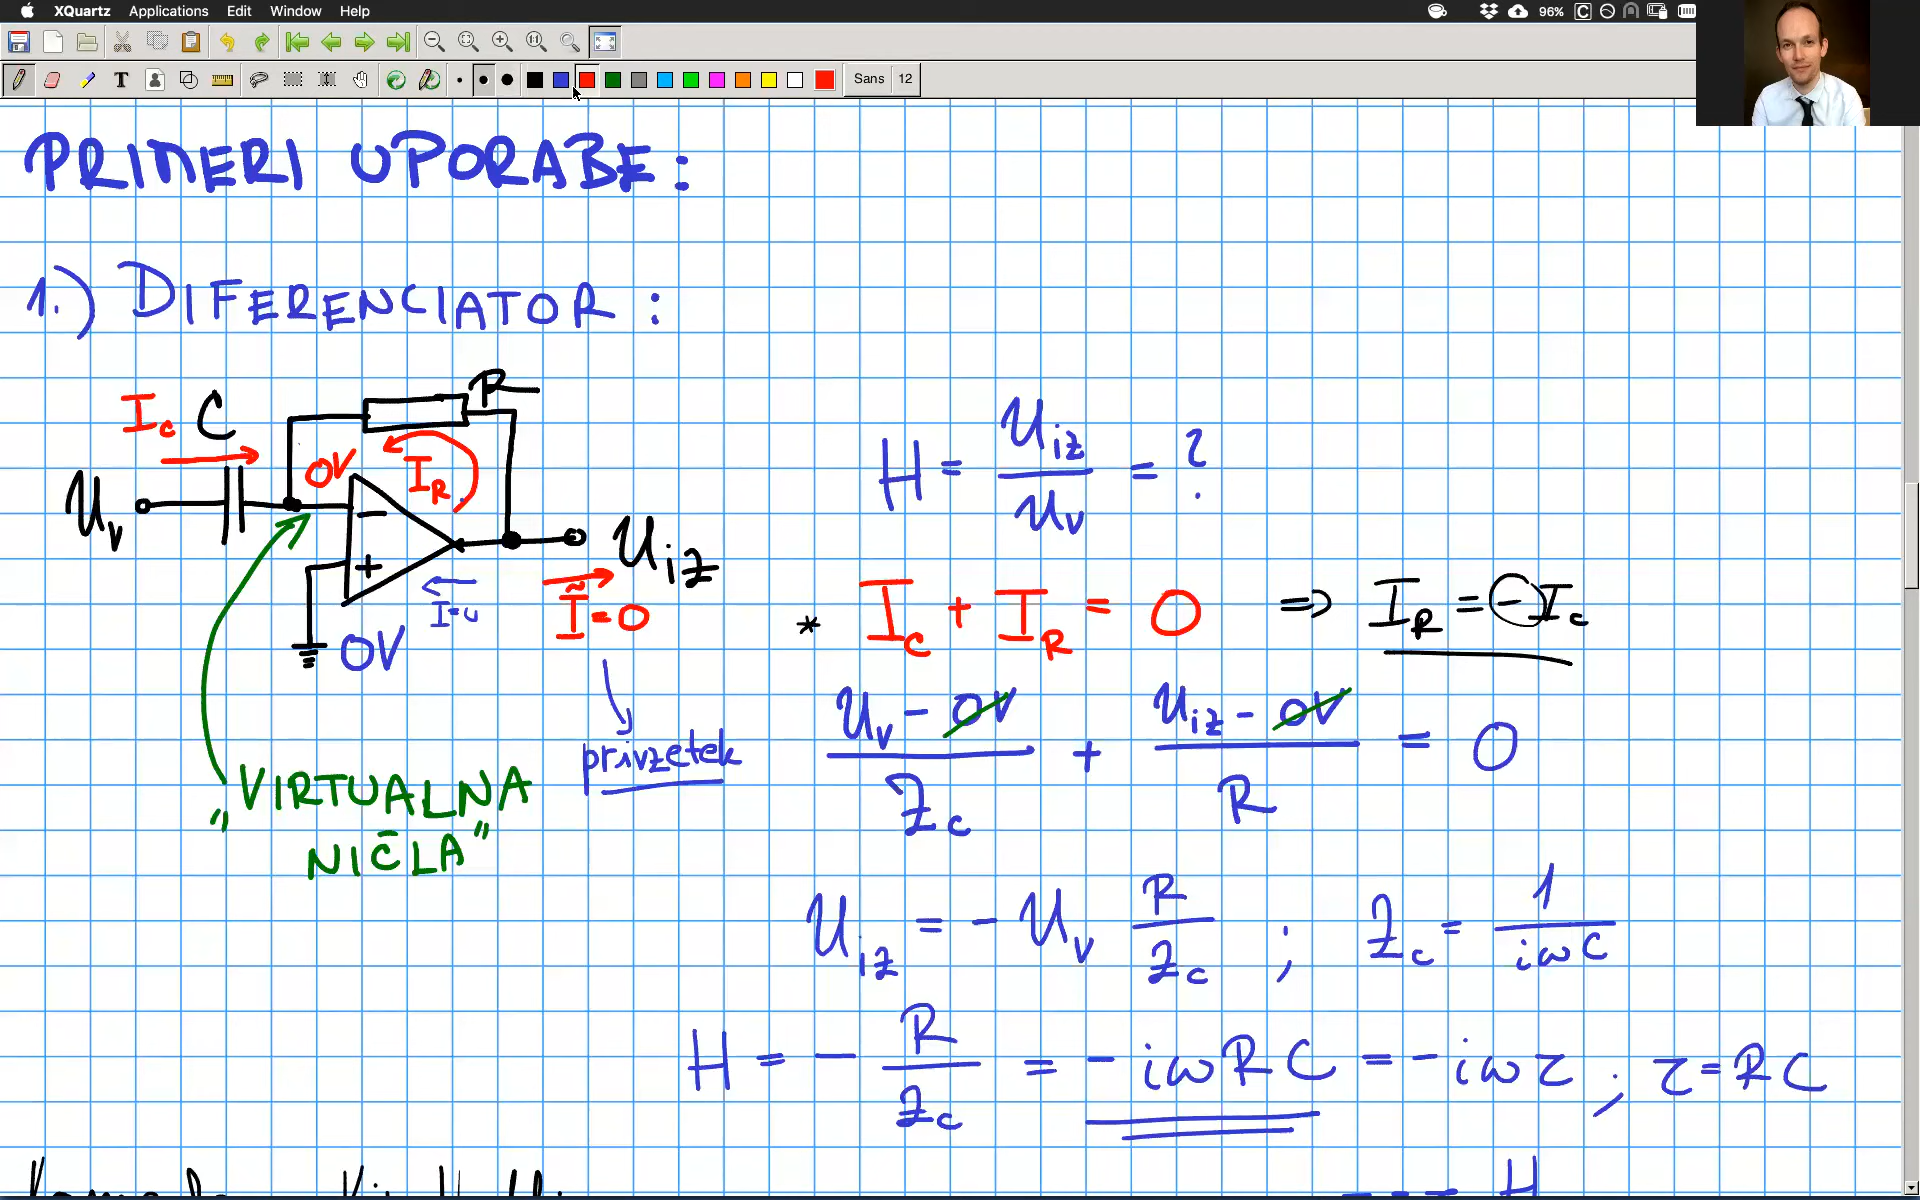 XQuartz Applications Edit Window Help
96%
Sans 12
PRIMERI UPORABE:
1.) DIFERENCIATOR:
I_C C
R
0V
I_R
U_v
−
+
U_iz
I=0
Ĩ=0
0V
privzetek
"VIRTUALNA
NIČLA"
H = U_iz / U_v = ?
* I_C + I_R = 0 ⇒ I_R = −I_C
(U_v − 0V) / Z_C + (U_iz − 0V) / R = 0
U_iz = − U_v R / Z_C ; Z_C = 1 / iωC
H = − R / Z_C = − iωRC = − iωτ ; τ = RC